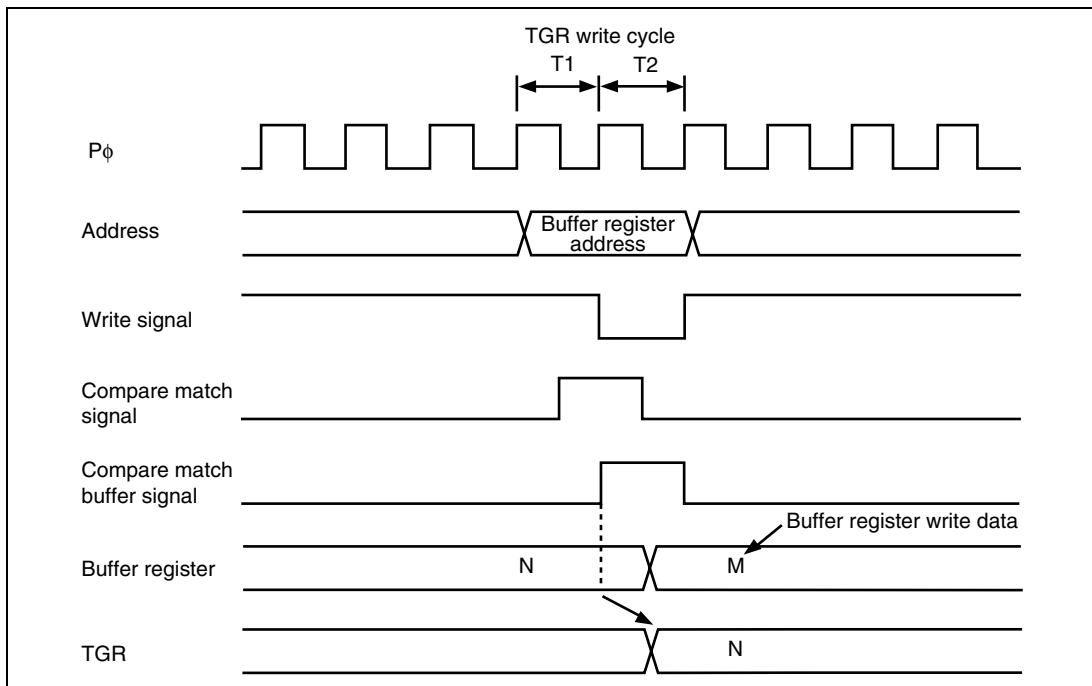 TGR write cycle
T1 T2
Pϕ
Address
Buffer register
address
Write signal
Compare match
signal
Compare match
buffer signal
Buffer register write data
Buffer register
N
M
TGR
N